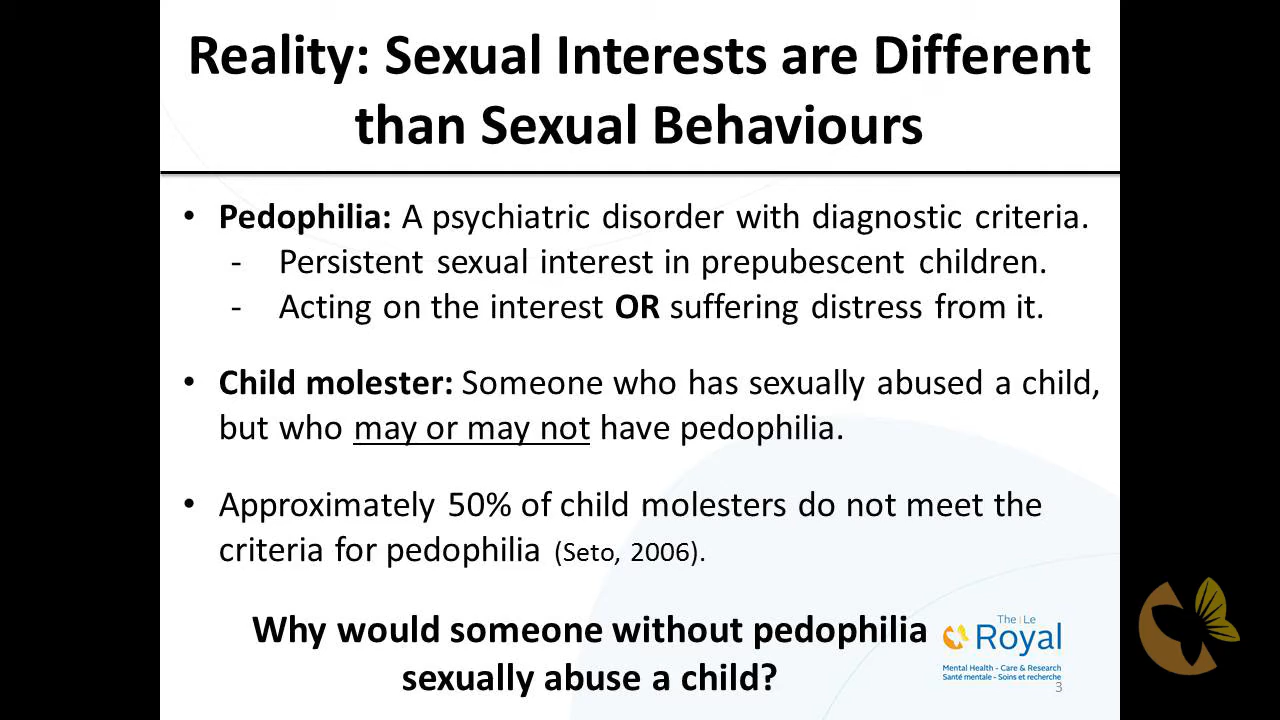 Reality: Sexual Interests are Different
than Sexual Behaviours
• Pedophilia: A psychiatric disorder with diagnostic criteria.
- Persistent sexual interest in prepubescent children.
- Acting on the interest OR suffering distress from it.
• Child molester: Someone who has sexually abused a child,
but who may or may not have pedophilia.
• Approximately 50% of child molesters do not meet the
criteria for pedophilia (Seto, 2006).
Why would someone without pedophilia
sexually abuse a child?
The | Le
Royal
Mental Health - Care & Research
Santé mentale - Soins et recherche
3